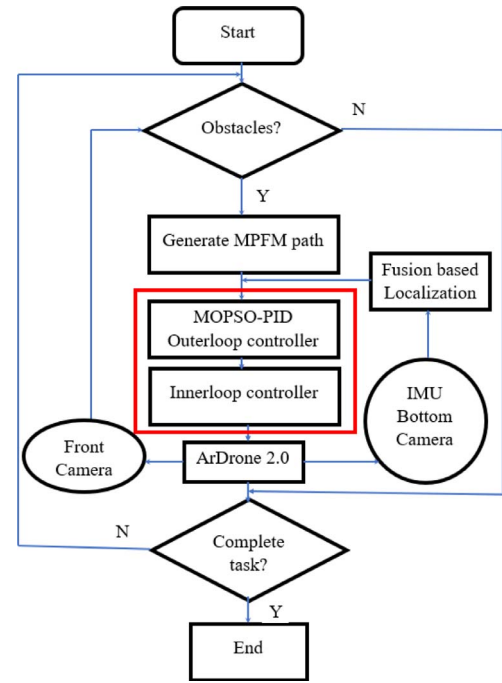 Start
Obstacles?
N
Y
Generate MPFM path
Fusion based
Localization
MOPSO-PID
Outerloop controller
Innerloop controller
IMU
Bottom
Camera
Front
Camera
ArDrone 2.0
N
Complete
task?
Y
End